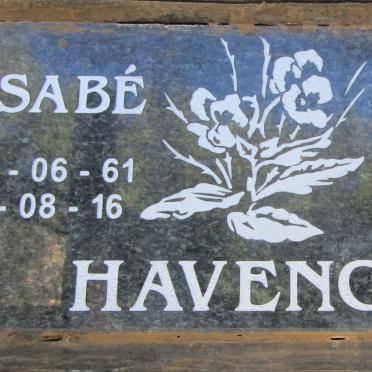 SABÉ
- 06 - 61
- 08 - 16
HAVENG